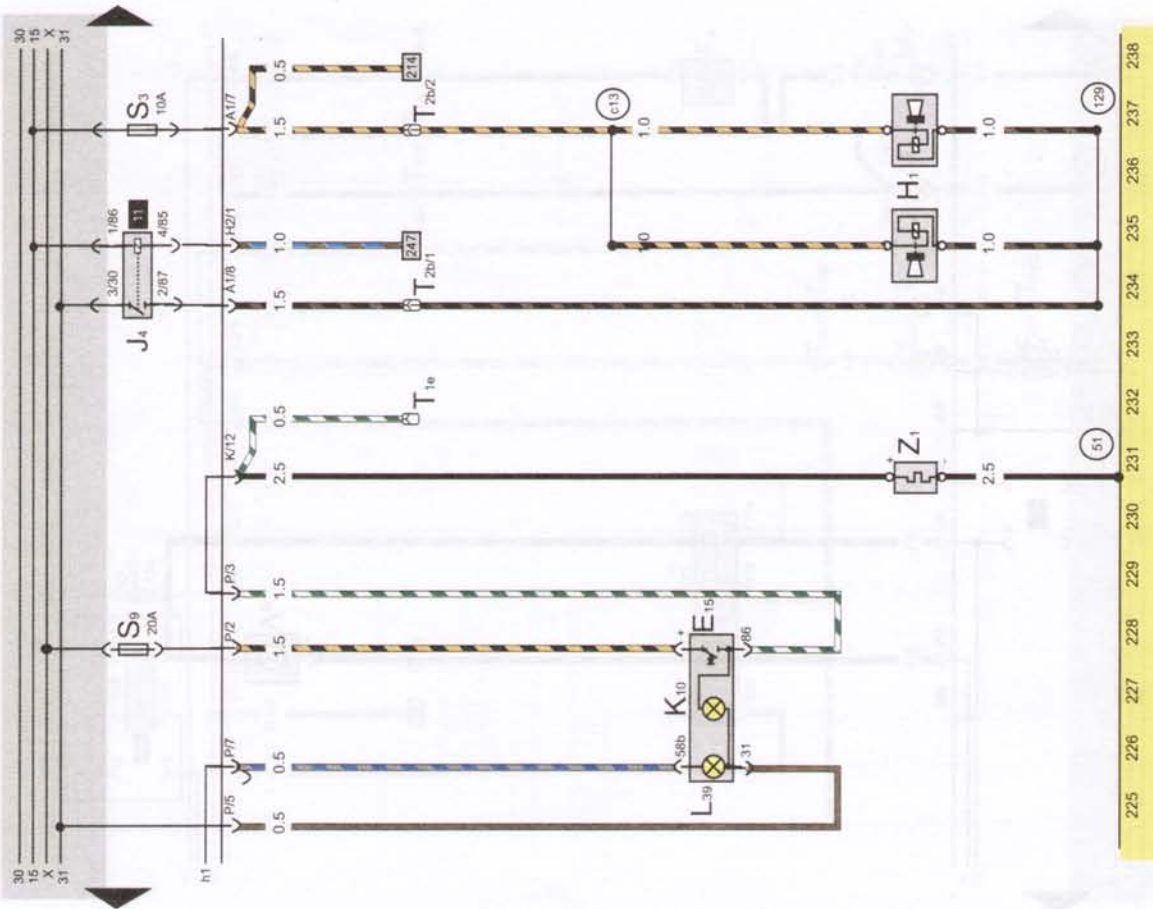 30
15
X
31
30
15
X
31
S9
20A
J4
3/30
1/86
11
2/87
4/85
S3
10A
h1
P/5
P/7
P/2
P/3
K/12
A1/8
H2/1
A1/7
0.5
0.5
1.5
1.5
2.5
0.5
1.5
1.0
1.5
0.5
T1e
T2b/1
247
T2b/2
214
c13
1.0
1.0
L39
58b
31
K10
E15
+
86
Z1
+
-
H1
2.5
1.0
1.0
51
129
225
226
227
228
229
230
231
232
233
234
235
236
237
238